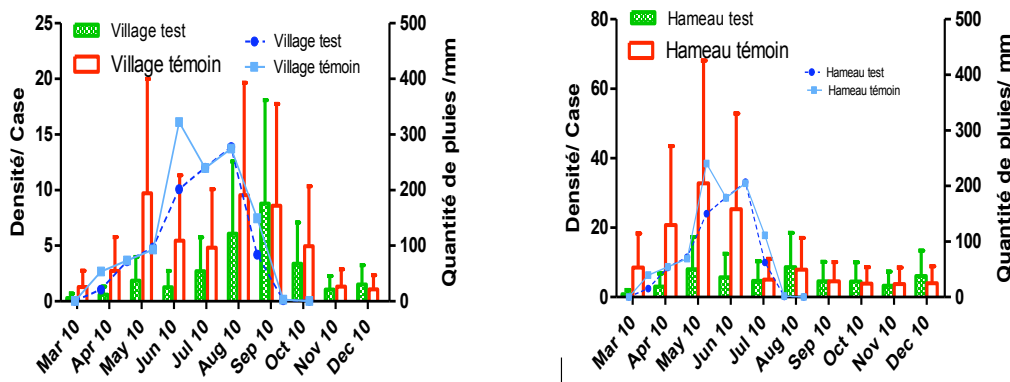 Village test
Village témoin
Village test
Village témoin
Densité/ Case
25
20
15
10
5
0
500
400
300
200
100
0
Quantité de pluies /mm
Mar 10
Apr 10
May 10
Jun 10
Jul 10
Aug 10
Sep 10
Oct 10
Nov 10
Dec 10
Hameau test
Hameau témoin
Hameau test
Hameau témoin
Densité/ Case
80
60
40
20
0
500
400
300
200
100
0
Quantité de pluies/ mm
Mar 10
Apr 10
May 10
Jun 10
Jul 10
Aug 10
Sep 10
Oct 10
Nov 10
Dec 10